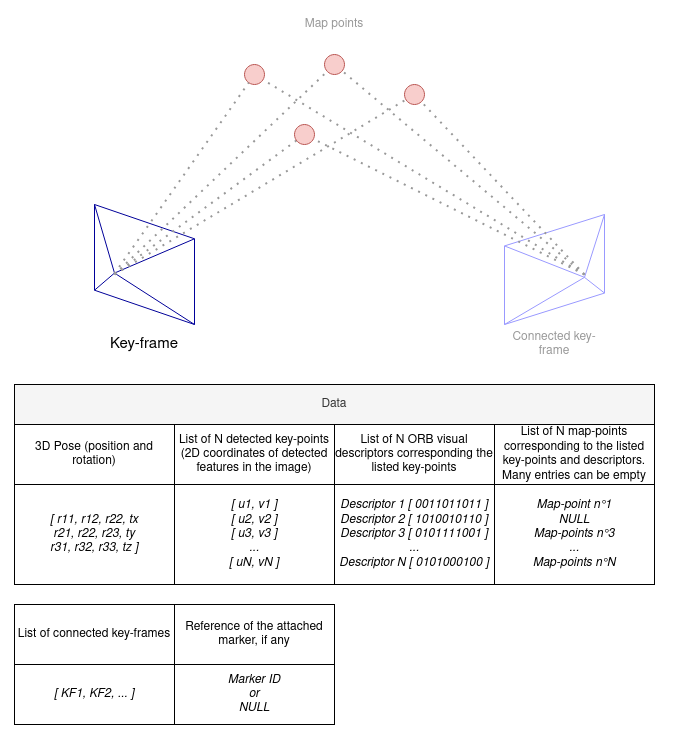 Map points
Key-frame
Connected key-
frame
Data
3D Pose (position and
rotation)
List of N detected key-points
(2D coordinates of detected
features in the image)
List of N ORB visual
descriptors corresponding the
listed key-points
List of N map-points
corresponding to the listed
key-points and descriptors.
Many entries can be empty
[ r11, r12, r22, tx
r21, r22, r23, ty
r31, r32, r33, tz ]
[ u1, v1 ]
[ u2, v2 ]
[ u3, v3 ]
...
[ uN, vN ]
Descriptor 1 [ 0011011011 ]
Descriptor 2 [ 1010010110 ]
Descriptor 3 [ 0101111001 ]
...
Descriptor N [ 0101000100 ]
Map-point n°1
NULL
Map-points n°3
...
Map-points n°N
List of connected key-frames
Reference of the attached
marker, if any
[ KF1, KF2, ... ]
Marker ID
or
NULL